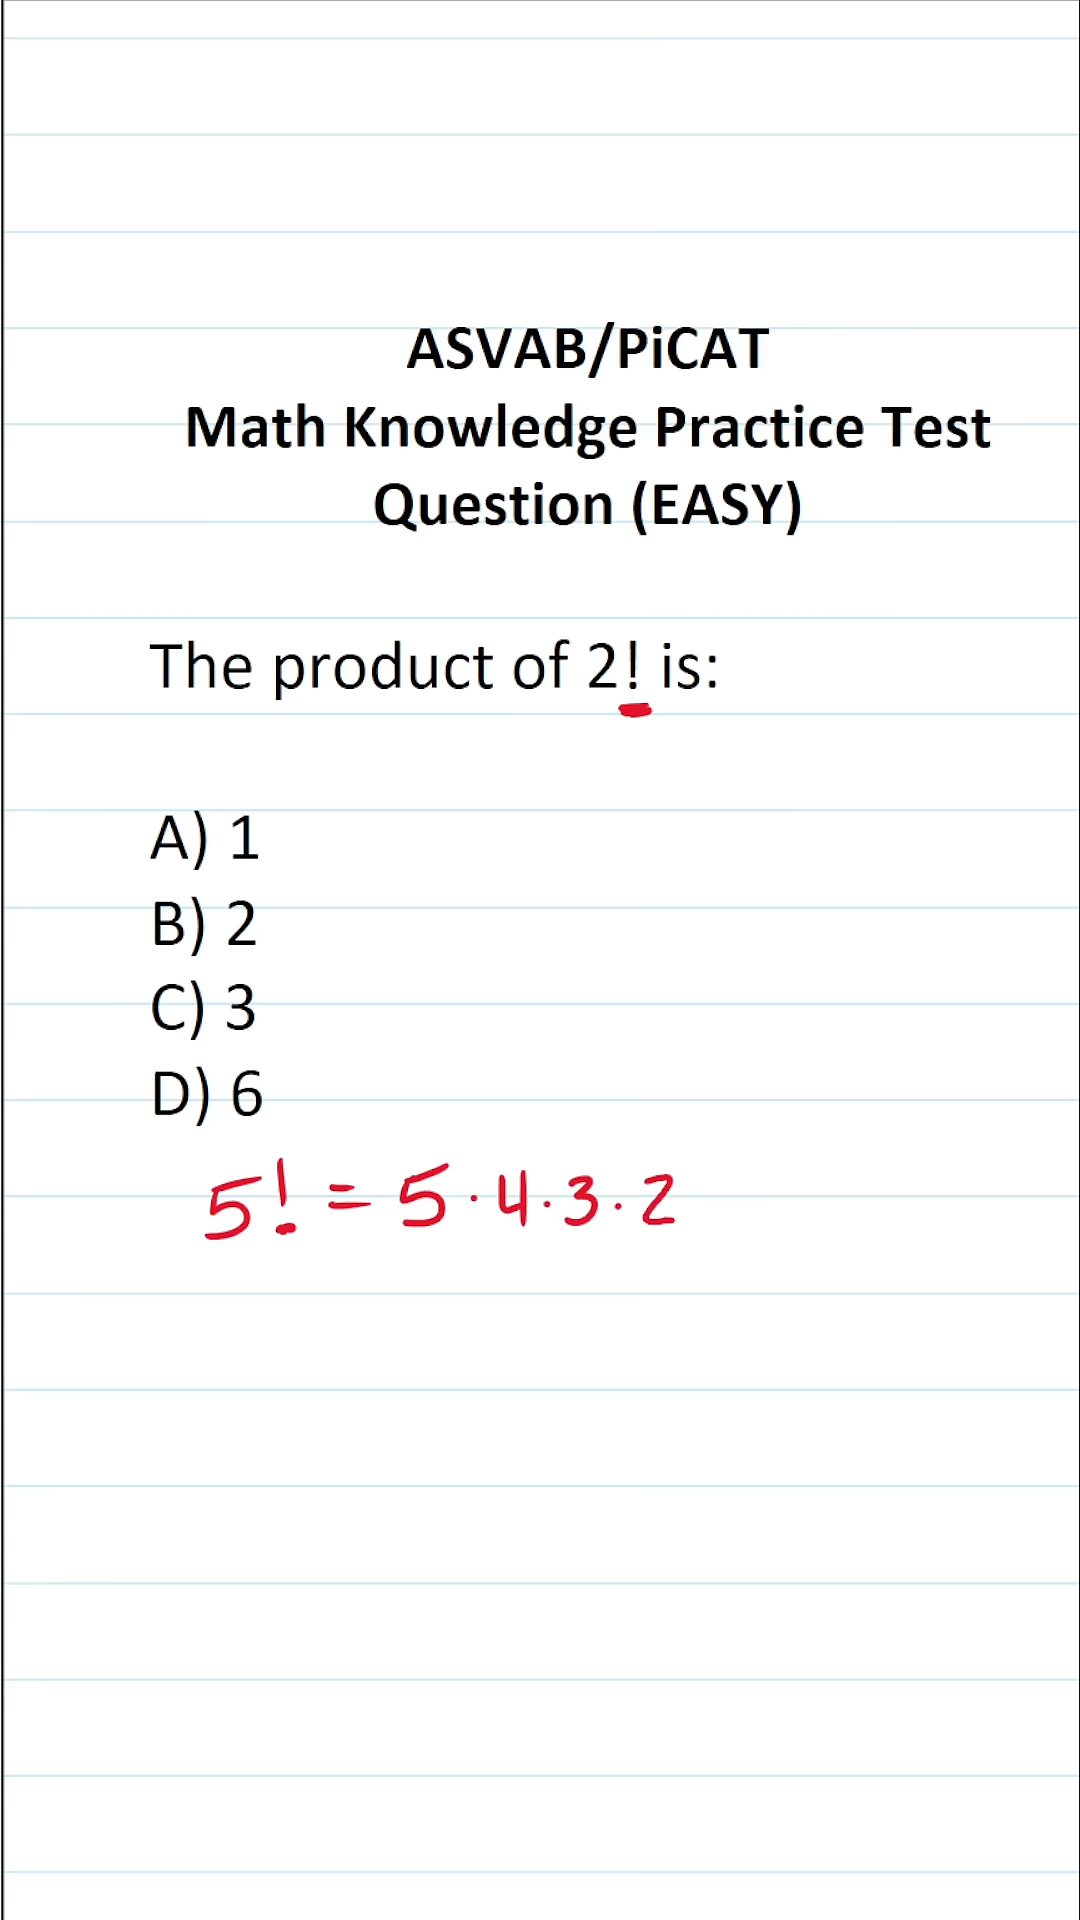 ASVAB/PiCAT
Math Knowledge Practice Test
Question (EASY)
The product of 2! is:
A) 1
B) 2
C) 3
D) 6
5! = 5 · 4 · 3 · 2